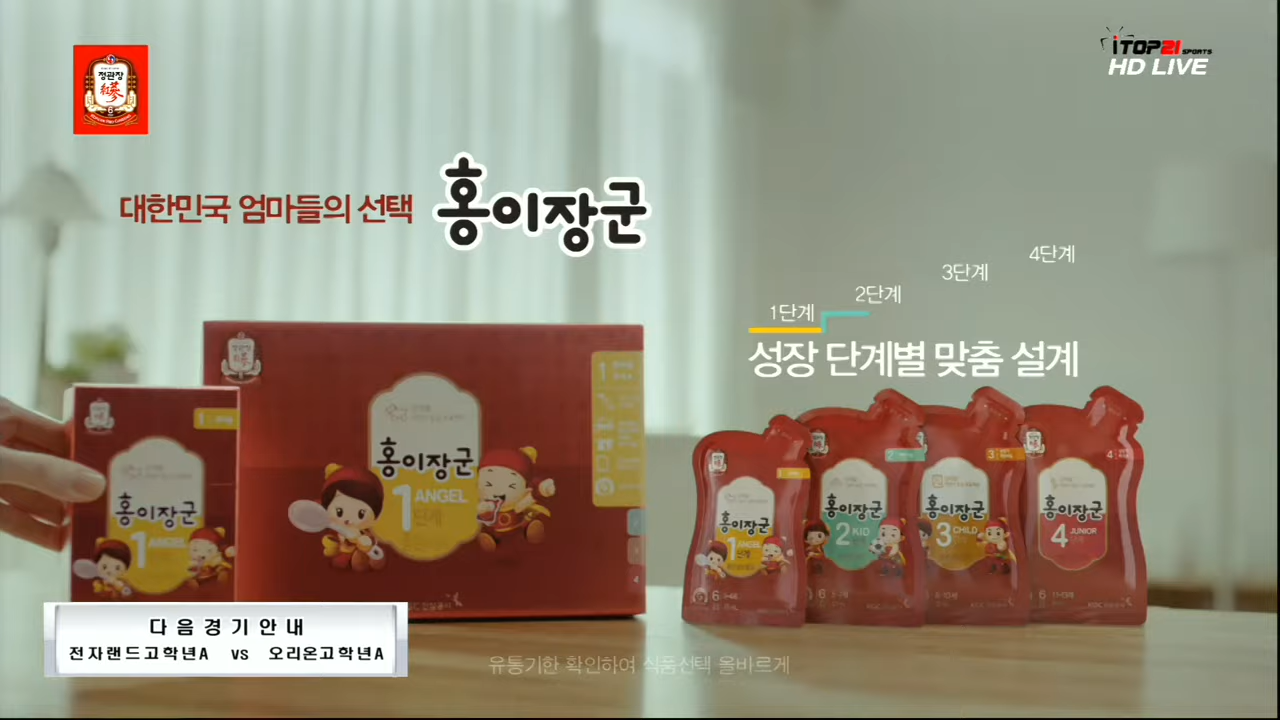 정관장
iTOP21 SPORTS
HD LIVE
대한민국 엄마들의 선택 홍이장군
1단계
2단계
3단계
4단계
성장 단계별 맞춤 설계
홍이장군
1 ANGEL
홍이장군
1 ANGEL
단계
홍이장군
1 ANGEL
단계
홍이장군
2 KID
홍이장군
3 CHILD
홍이장군
4 JUNIOR
다음경기안내
전자랜드고학년A vs 오리온고학년A
유통기한 확인하여 식품선택 올바르게